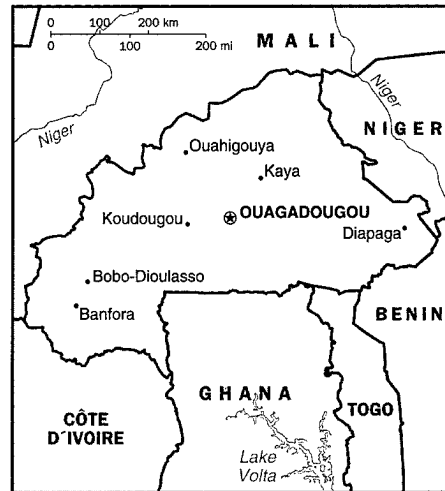 0 100 200 km
0 100 200 mi
MALI
Niger
Niger
NIGER
Ouahigouya
Kaya
OUAGADOUGOU
Koudougou
Diapaga
Bobo-Dioulasso
Banfora
BENIN
GHANA
TOGO
CÔTE
D´IVOIRE
Lake
Volta